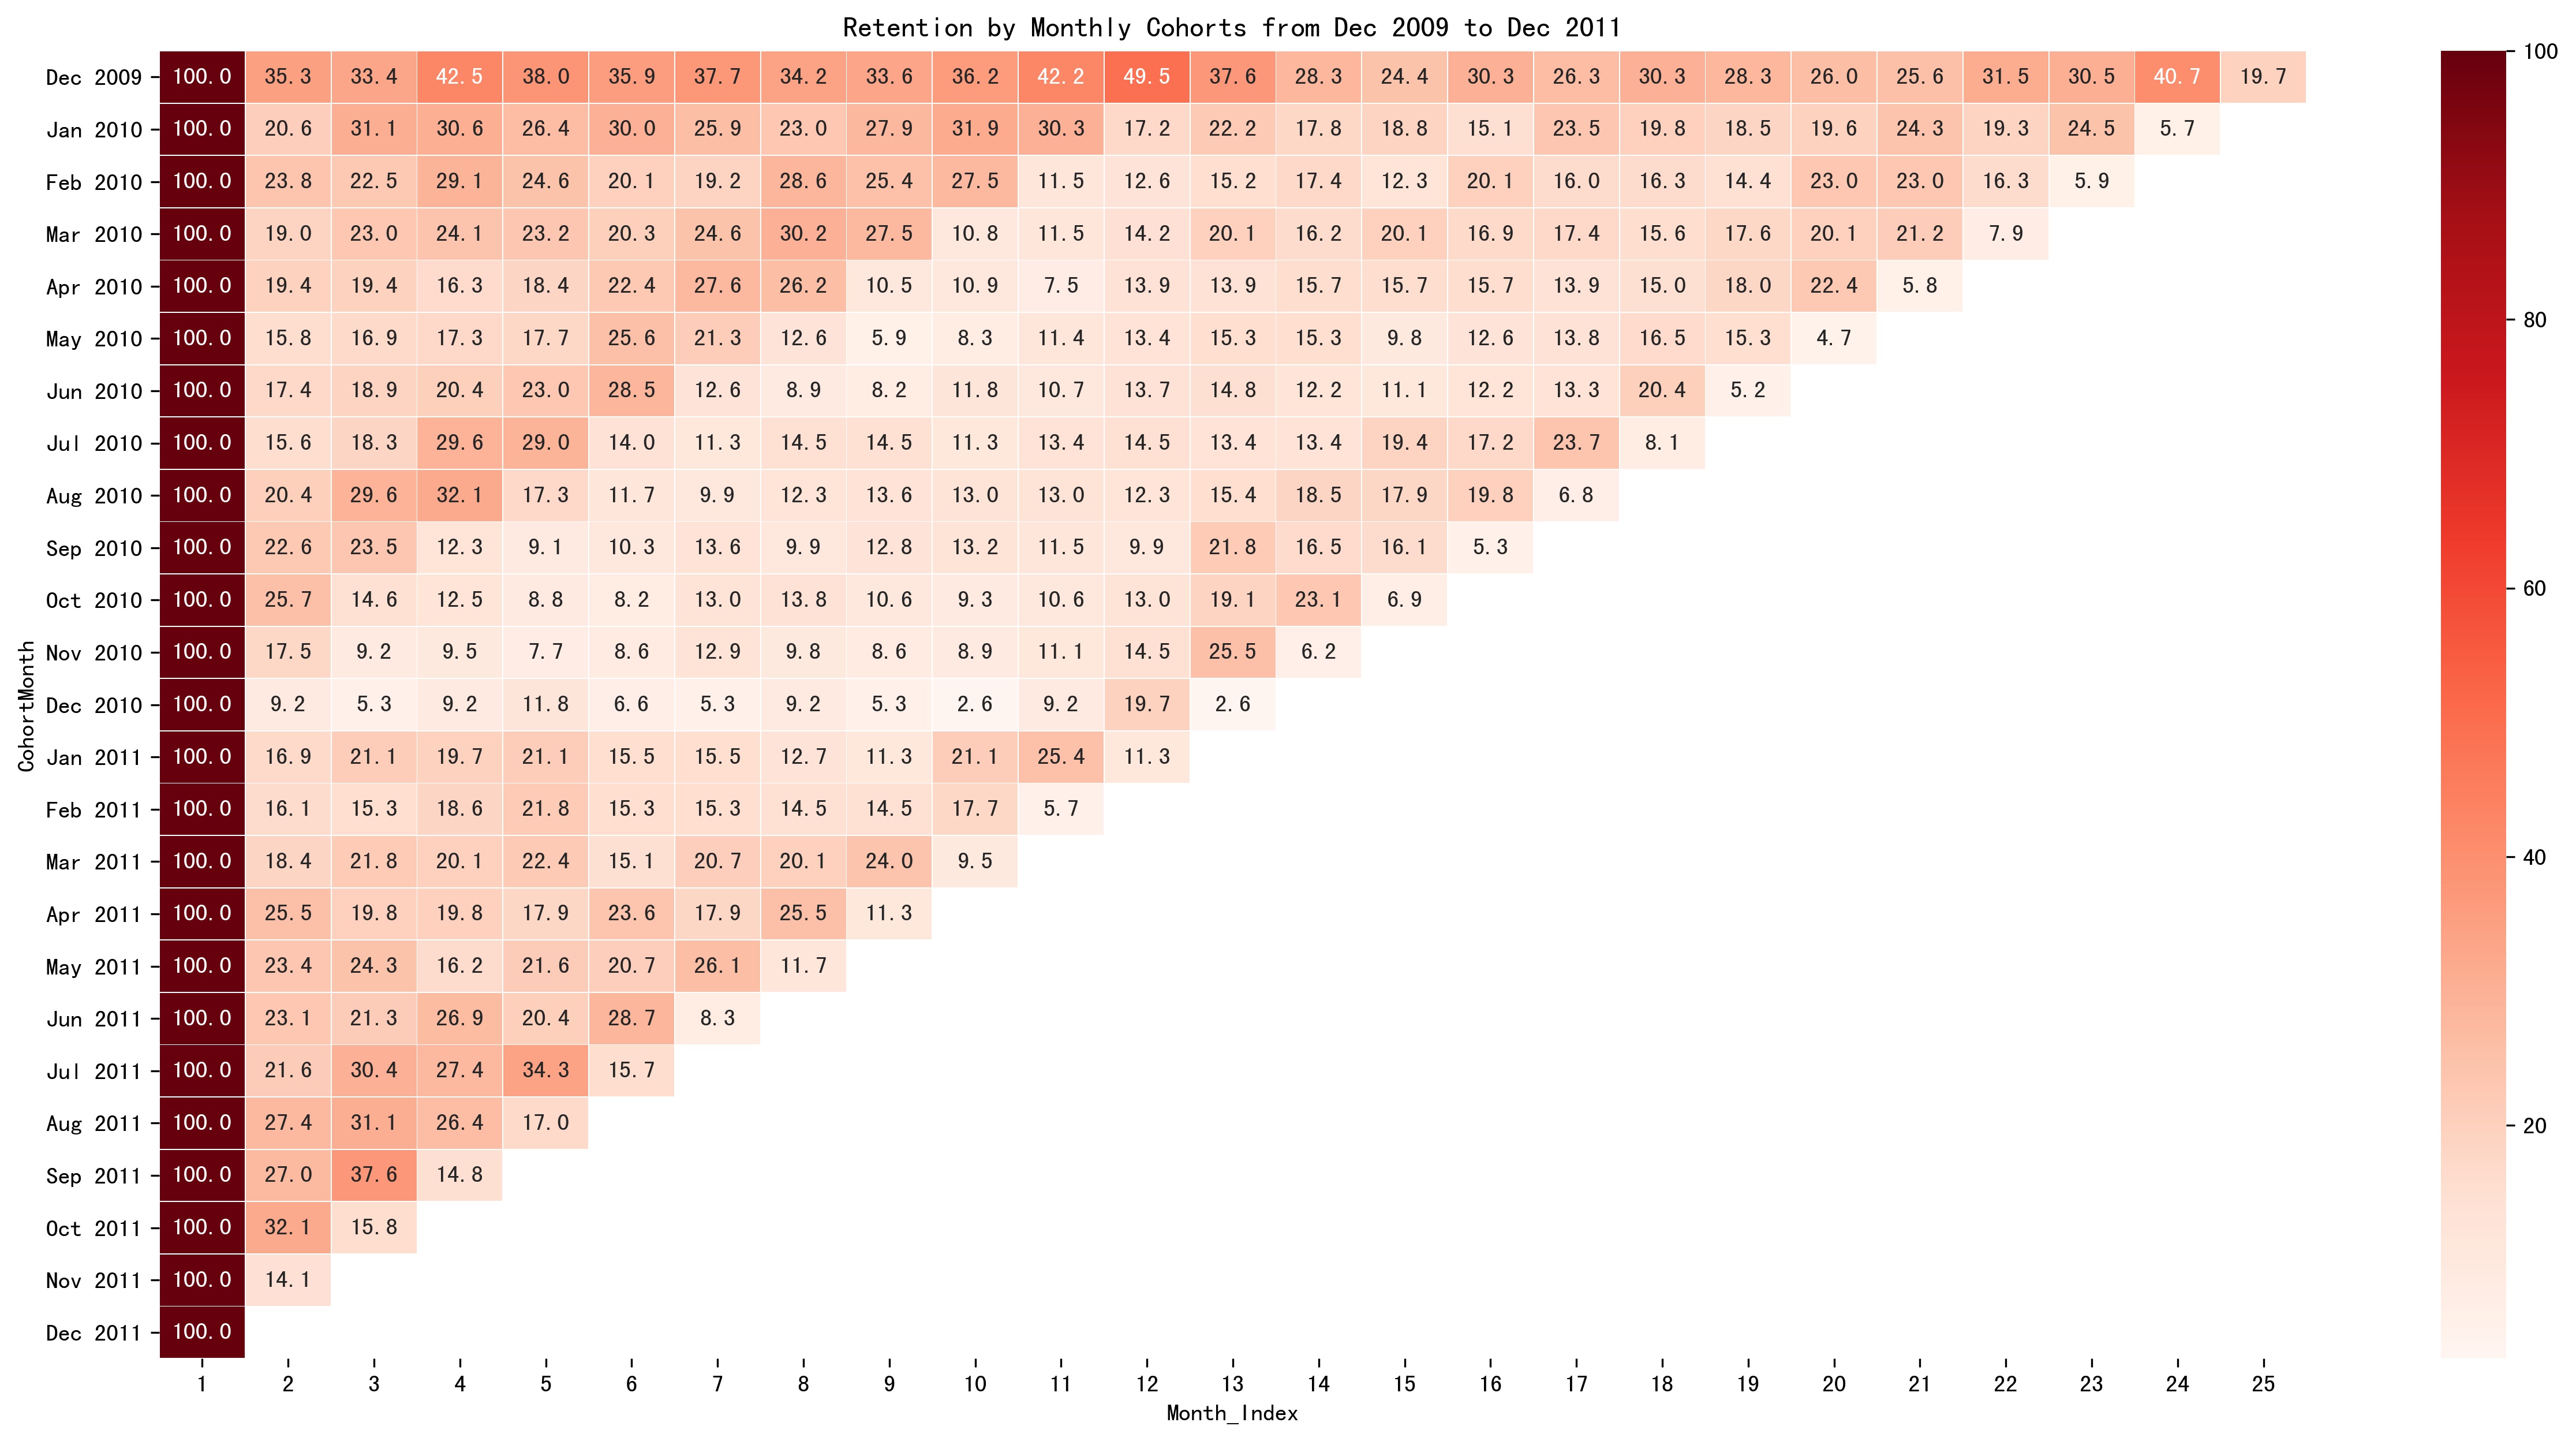 Retention by Monthly Cohorts from Dec 2009 to Dec 2011
Dec 2009 100.0 35.3 33.4 42.5 38.0 35.9 37.7 34.2 33.6 36.2 42.2 49.5 37.6 28.3 24.4 30.3 26.3 30.3 28.3 26.0 25.6 31.5 30.5 40.7 19.7
Jan 2010 100.0 20.6 31.1 30.6 26.4 30.0 25.9 23.0 27.9 31.9 30.3 17.2 22.2 17.8 18.8 15.1 23.5 19.8 18.5 19.6 24.3 19.3 24.5 5.7
Feb 2010 100.0 23.8 22.5 29.1 24.6 20.1 19.2 28.6 25.4 27.5 11.5 12.6 15.2 17.4 12.3 20.1 16.0 16.3 14.4 23.0 23.0 16.3 5.9
Mar 2010 100.0 19.0 23.0 24.1 23.2 20.3 24.6 30.2 27.5 10.8 11.5 14.2 20.1 16.2 20.1 16.9 17.4 15.6 17.6 20.1 21.2 7.9
Apr 2010 100.0 19.4 19.4 16.3 18.4 22.4 27.6 26.2 10.5 10.9 7.5 13.9 13.9 15.7 15.7 15.7 13.9 15.0 18.0 22.4 5.8
May 2010 100.0 15.8 16.9 17.3 17.7 25.6 21.3 12.6 5.9 8.3 11.4 13.4 15.3 15.3 9.8 12.6 13.8 16.5 15.3 4.7
Jun 2010 100.0 17.4 18.9 20.4 23.0 28.5 12.6 8.9 8.2 11.8 10.7 13.7 14.8 12.2 11.1 12.2 13.3 20.4 5.2
Jul 2010 100.0 15.6 18.3 29.6 29.0 14.0 11.3 14.5 14.5 11.3 13.4 14.5 13.4 13.4 19.4 17.2 23.7 8.1
Aug 2010 100.0 20.4 29.6 32.1 17.3 11.7 9.9 12.3 13.6 13.0 13.0 12.3 15.4 18.5 17.9 19.8 6.8
Sep 2010 100.0 22.6 23.5 12.3 9.1 10.3 13.6 9.9 12.8 13.2 11.5 9.9 21.8 16.5 16.1 5.3
Oct 2010 100.0 25.7 14.6 12.5 8.8 8.2 13.0 13.8 10.6 9.3 10.6 13.0 19.1 23.1 6.9
Nov 2010 100.0 17.5 9.2 9.5 7.7 8.6 12.9 9.8 8.6 8.9 11.1 14.5 25.5 6.2
Dec 2010 100.0 9.2 5.3 9.2 11.8 6.6 5.3 9.2 5.3 2.6 9.2 19.7 2.6
Jan 2011 100.0 16.9 21.1 19.7 21.1 15.5 15.5 12.7 11.3 21.1 25.4 11.3
Feb 2011 100.0 16.1 15.3 18.6 21.8 15.3 15.3 14.5 14.5 17.7 5.7
Mar 2011 100.0 18.4 21.8 20.1 22.4 15.1 20.7 20.1 24.0 9.5
Apr 2011 100.0 25.5 19.8 19.8 17.9 23.6 17.9 25.5 11.3
May 2011 100.0 23.4 24.3 16.2 21.6 20.7 26.1 11.7
Jun 2011 100.0 23.1 21.3 26.9 20.4 28.7 8.3
Jul 2011 100.0 21.6 30.4 27.4 34.3 15.7
Aug 2011 100.0 27.4 31.1 26.4 17.0
Sep 2011 100.0 27.0 37.6 14.8
Oct 2011 100.0 32.1 15.8
Nov 2011 100.0 14.1
Dec 2011 100.0
1 2 3 4 5 6 7 8 9 10 11 12 13 14 15 16 17 18 19 20 21 22 23 24 25
Month_Index
CohortMonth
100
80
60
40
20